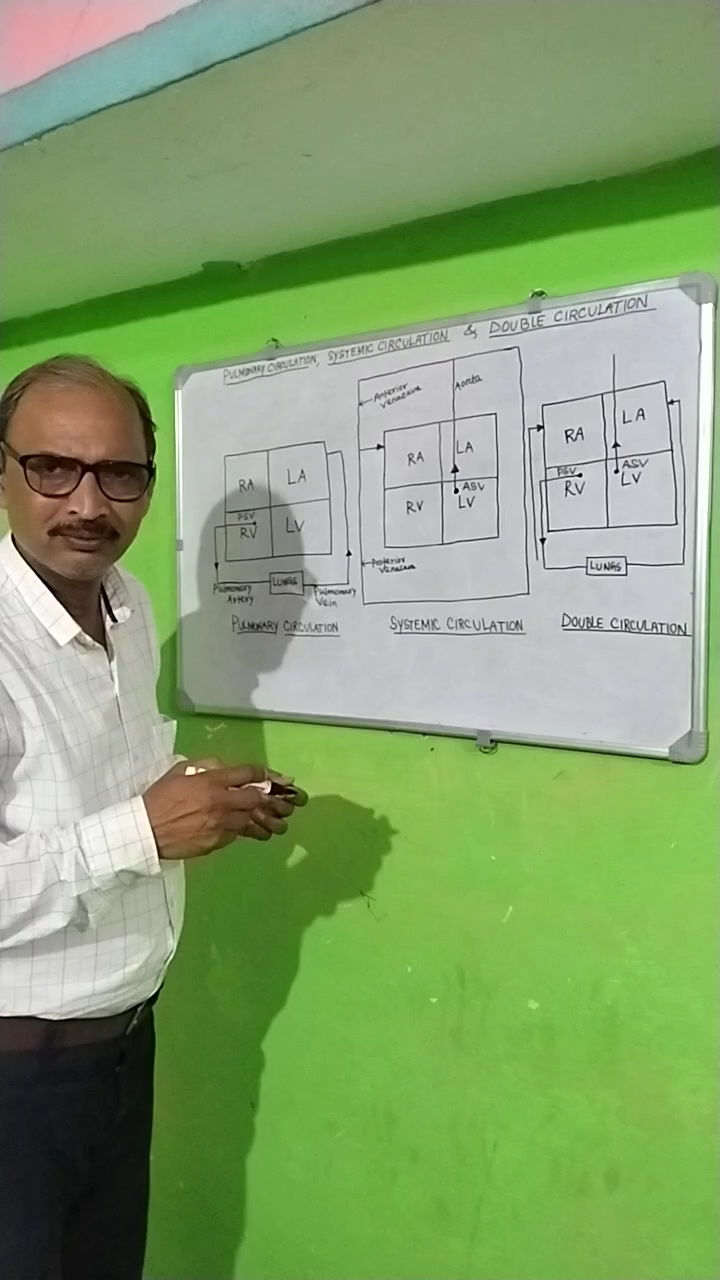 PULMONARY CIRCULATION, SYSTEMIC CIRCULATION & DOUBLE CIRCULATION
RA
LA
PSV
RV
LV
LUNGS
Pulmonary
Artery
Pulmonary
Vein
PULMONARY CIRCULATION
Anterior
venacava
Aorta
RA
LA
ASV
RV
LV
Posterior
venacava
SYSTEMIC CIRCULATION
RA
LA
PSV
ASV
RV
LV
LUNGS
DOUBLE CIRCULATION